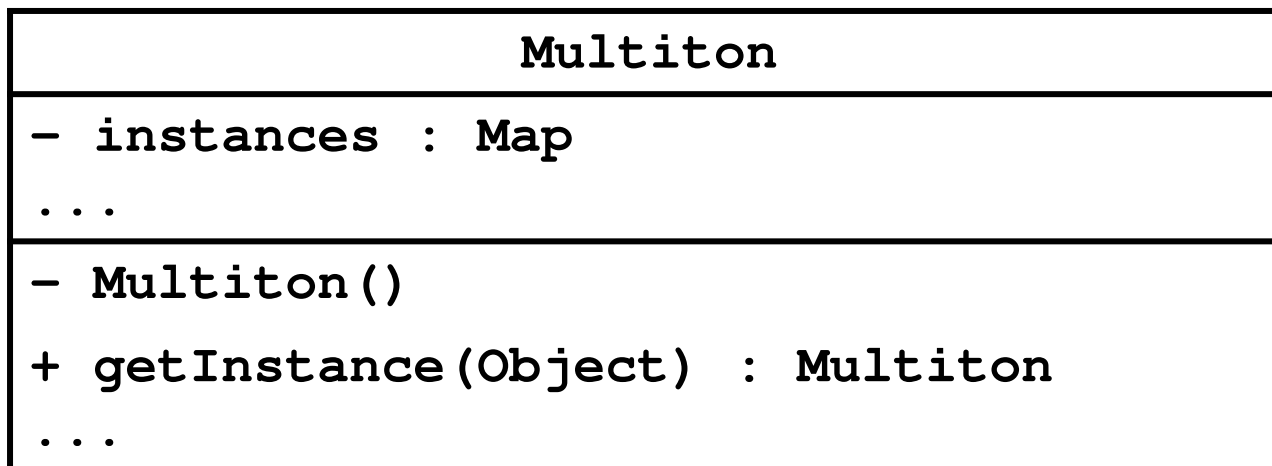 Multiton
- instances : Map
...
- Multiton()
+ getInstance(Object) : Multiton
...